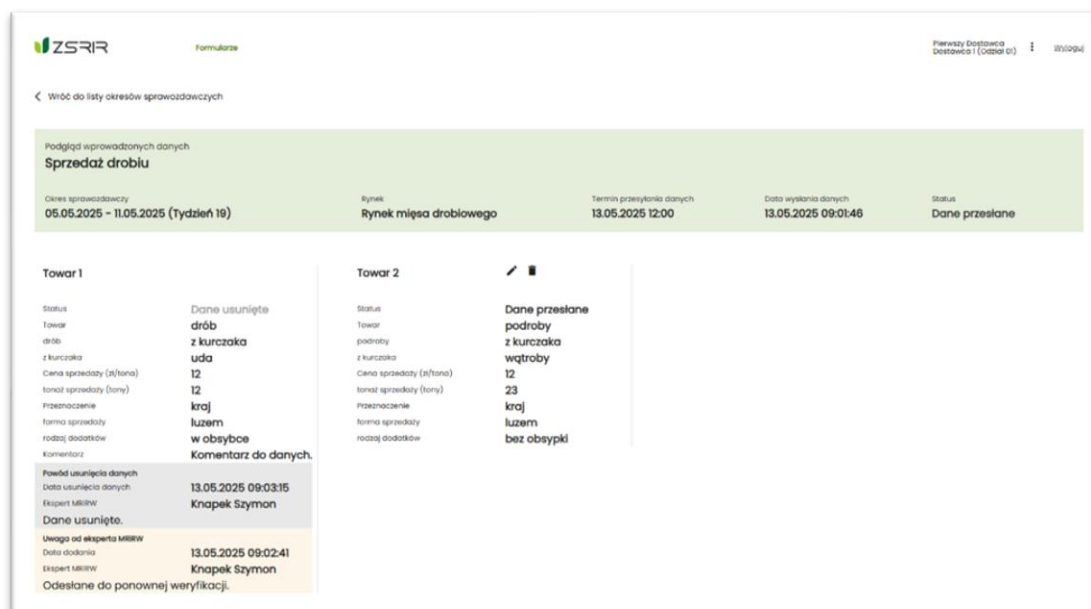 ZSRIR
Formularze
Pierwszy Dostawca
Dostawca 1 (Odział 01)
Wyloguj
Wróć do listy okresów sprawozdawczych
Podgląd wprowadzonych danych
Sprzedaż drobiu
Okres sprawozdawczy Rynek Termin przesyłania danych Data wysłania danych Status
05.05.2025 - 11.05.2025 (Tydzień 19) Rynek mięsa drobiowego 13.05.2025 12:00 13.05.2025 09:01:46 Dane przesłane
Towar 1
Status Dane usunięte
Towar drób
drób z kurczaka
z kurczaka uda
Cena sprzedaży (zł/tona) 12
tonaż sprzedaży (tony) 12
Przeznaczenie kraj
forma sprzedaży luzem
rodzaj dodatków w obsybce
Komentarz Komentarz do danych.
Powód usunięcia danych
Data usunięcia danych 13.05.2025 09:03:15
Ekspert MRiRW Knapek Szymon
Dane usunięte.
Uwaga od eksperta MRiRW
Data dodania 13.05.2025 09:02:41
Ekspert MRiRW Knapek Szymon
Odesłane do ponownej weryfikacji.
Towar 2
Status Dane przesłane
Towar podroby
podroby z kurczaka
z kurczaka wątroby
Cena sprzedaży (zł/tona) 12
tonaż sprzedaży (tony) 23
Przeznaczenie kraj
forma sprzedaży luzem
rodzaj dodatków bez obsypki